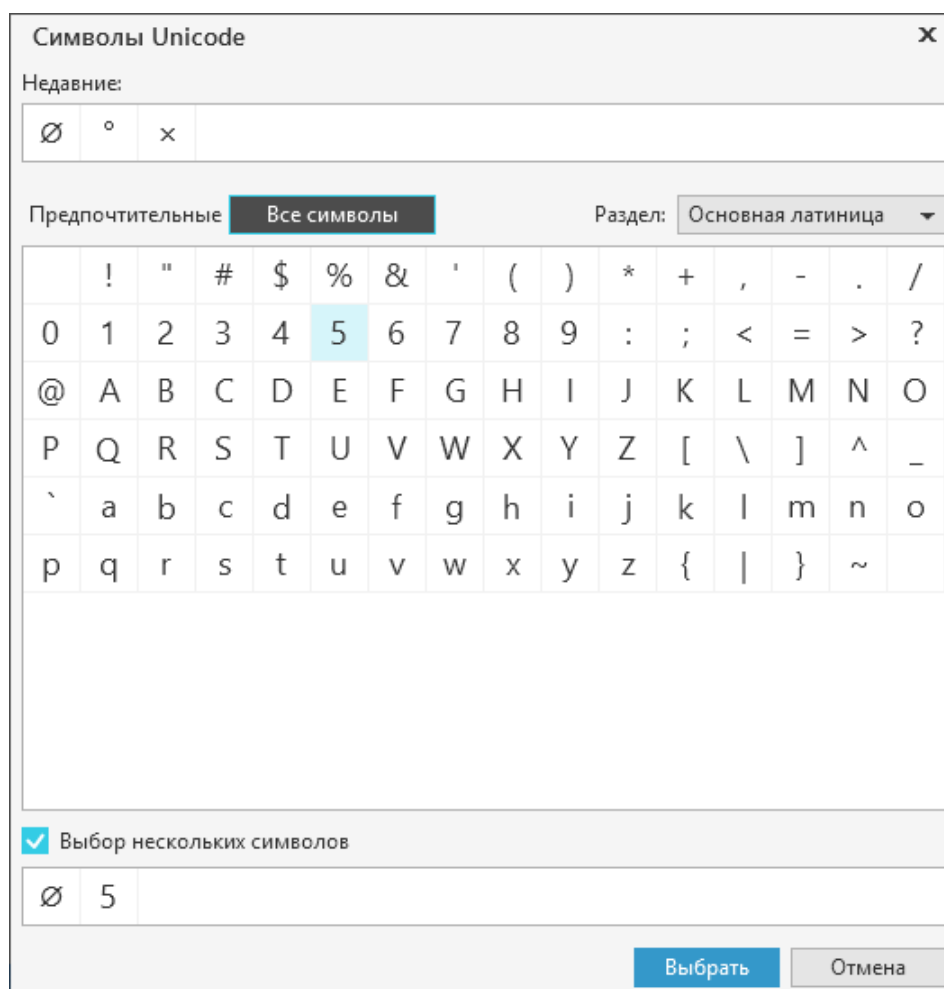 Символы Unicode x
Недавние:
∅ ° ×
Предпочтительные Все символы Раздел: Основная латиница
! " # $ % & ' ( ) * + , - . /
0 1 2 3 4 5 6 7 8 9 : ; < = > ?
@ A B C D E F G H I J K L M N O
P Q R S T U V W X Y Z [ \ ] ^ _
` a b c d e f g h i j k l m n o
p q r s t u v w x y z { | } ~
Выбор нескольких символов
∅ 5
Выбрать Отмена